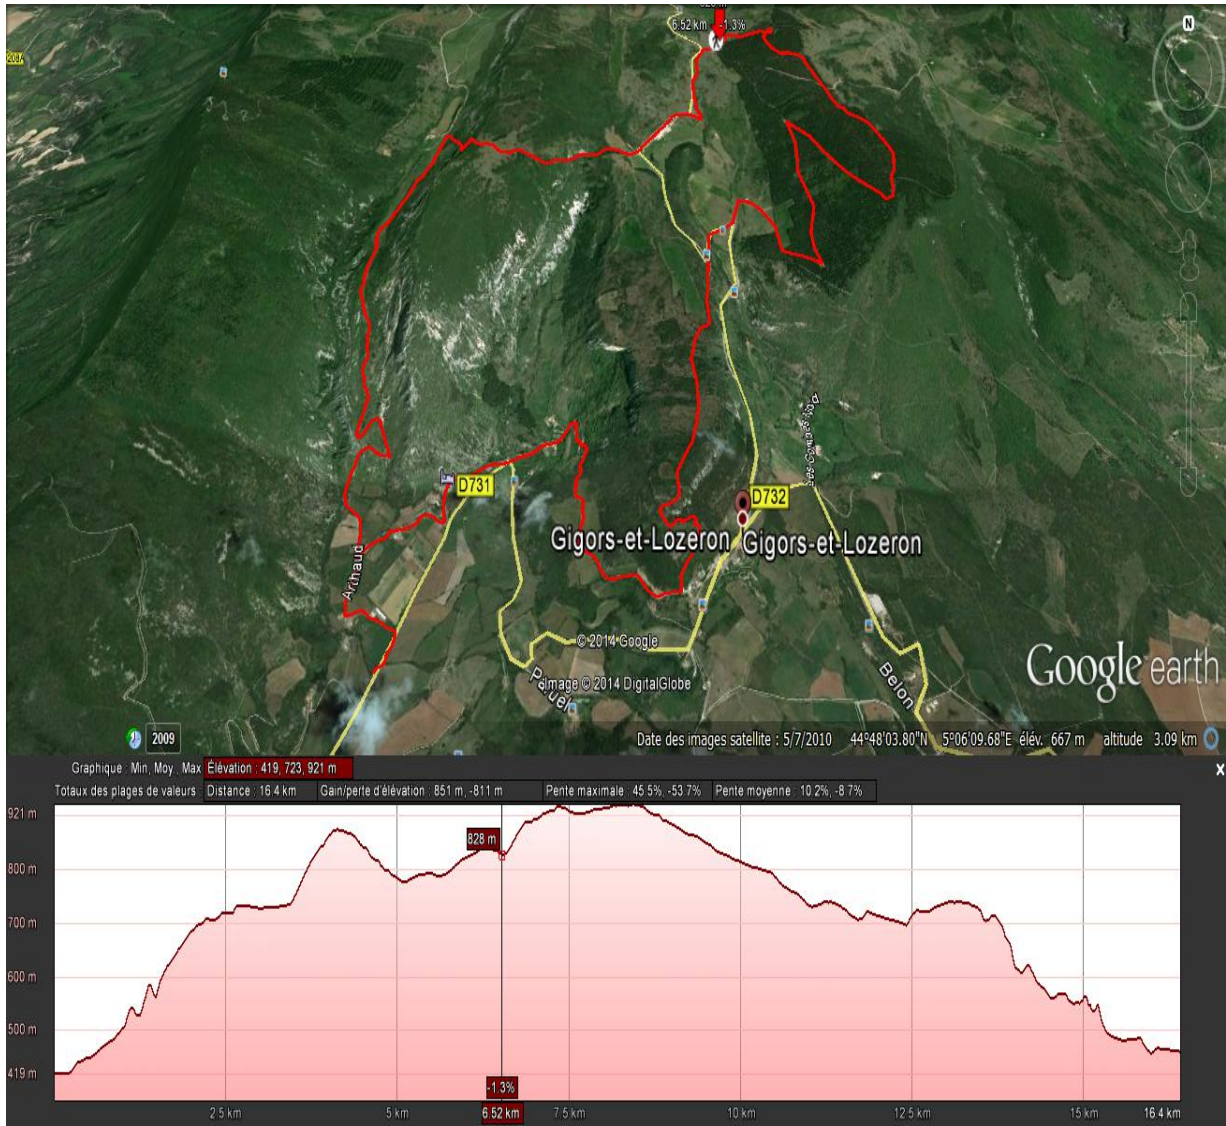 6.52 km -1.3%
N
D731
D732
Gigors-et-Lozeron
Gigors-et-Lozeron
Arthaud
© 2014 Google
Image © 2014 DigitalGlobe
Belon
Google earth
2009
Date des images satellite : 5/7/2010 44°48'03.80"N 5°06'09.68"E élév. 667 m altitude 3.09 km
Graphique : Min, Moy., Max Élévation : 419, 723, 921 m
x
Totaux des plages de valeurs : Distance : 16.4 km Gain/perte d'élévation : 851 m, -811 m Pente maximale : 45.5%, -53.7% Pente moyenne : 10.2%, -8.7%
921 m
828 m
800 m
700 m
600 m
500 m
419 m
-1.3%
2.5 km 5 km 6.52 km 7.5 km 10 km 12.5 km 15 km 16.4 km